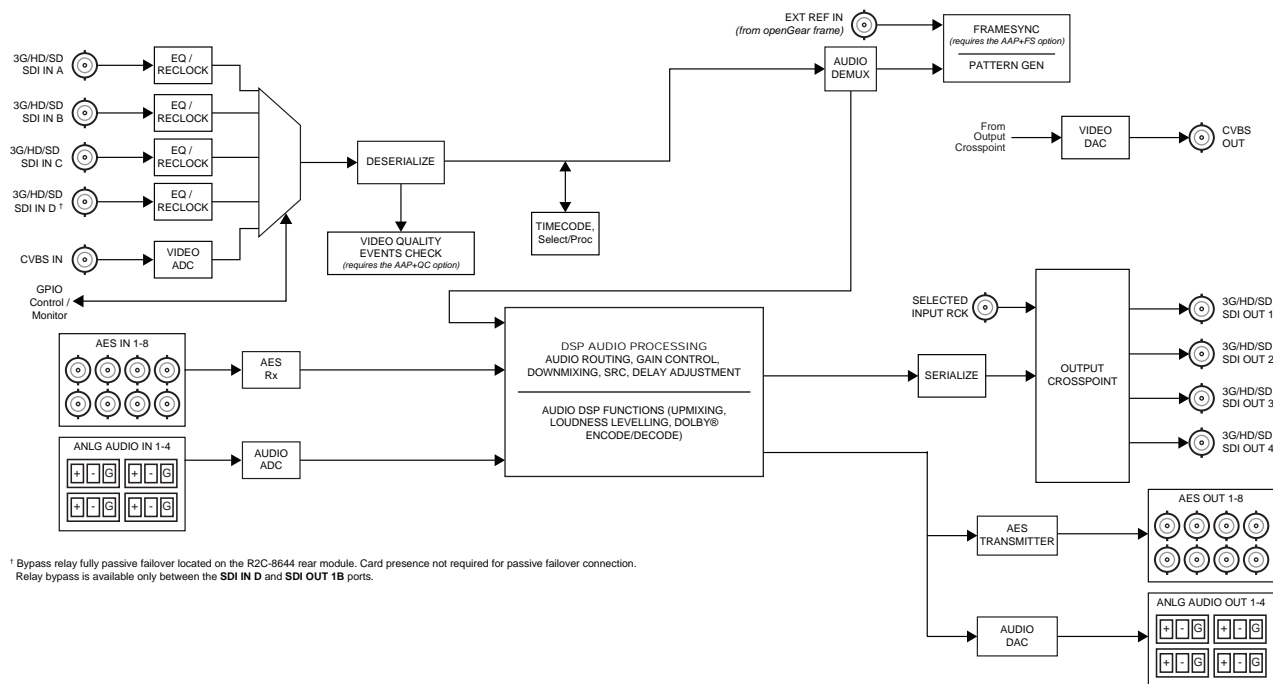 EXT REF IN
(from openGear frame)
FRAMESYNC
(requires the AAP+FS option)
PATTERN GEN
AUDIO
DEMUX
3G/HD/SD
SDI IN A
EQ /
RECLOCK
3G/HD/SD
SDI IN B
EQ /
RECLOCK
3G/HD/SD
SDI IN C
EQ /
RECLOCK
3G/HD/SD
SDI IN D †
EQ /
RECLOCK
CVBS IN
VIDEO
ADC
GPIO
Control /
Monitor
DESERIALIZE
VIDEO QUALITY
EVENTS CHECK
(requires the AAP+QC option)
TIMECODE,
Select/Proc
From
Output
Crosspoint
VIDEO
DAC
CVBS
OUT
AES IN 1-8
AES
Rx
ANLG AUDIO IN 1-4
+ - G + - G
+ - G + - G
AUDIO
ADC
DSP AUDIO PROCESSING
AUDIO ROUTING, GAIN CONTROL,
DOWNMIXING, SRC, DELAY ADJUSTMENT
AUDIO DSP FUNCTIONS (UPMIXING,
LOUDNESS LEVELLING, DOLBY®
ENCODE/DECODE)
SELECTED
INPUT RCK
SERIALIZE
OUTPUT
CROSSPOINT
3G/HD/SD
SDI OUT 1
3G/HD/SD
SDI OUT 2
3G/HD/SD
SDI OUT 3
3G/HD/SD
SDI OUT 4
AES
TRANSMITTER
AES OUT 1-8
AUDIO
DAC
ANLG AUDIO OUT 1-4
+ - G + - G
+ - G + - G
† Bypass relay fully passive failover located on the R2C-8644 rear module. Card presence not required for passive failover connection.
Relay bypass is available only between the SDI IN D and SDI OUT 1B ports.